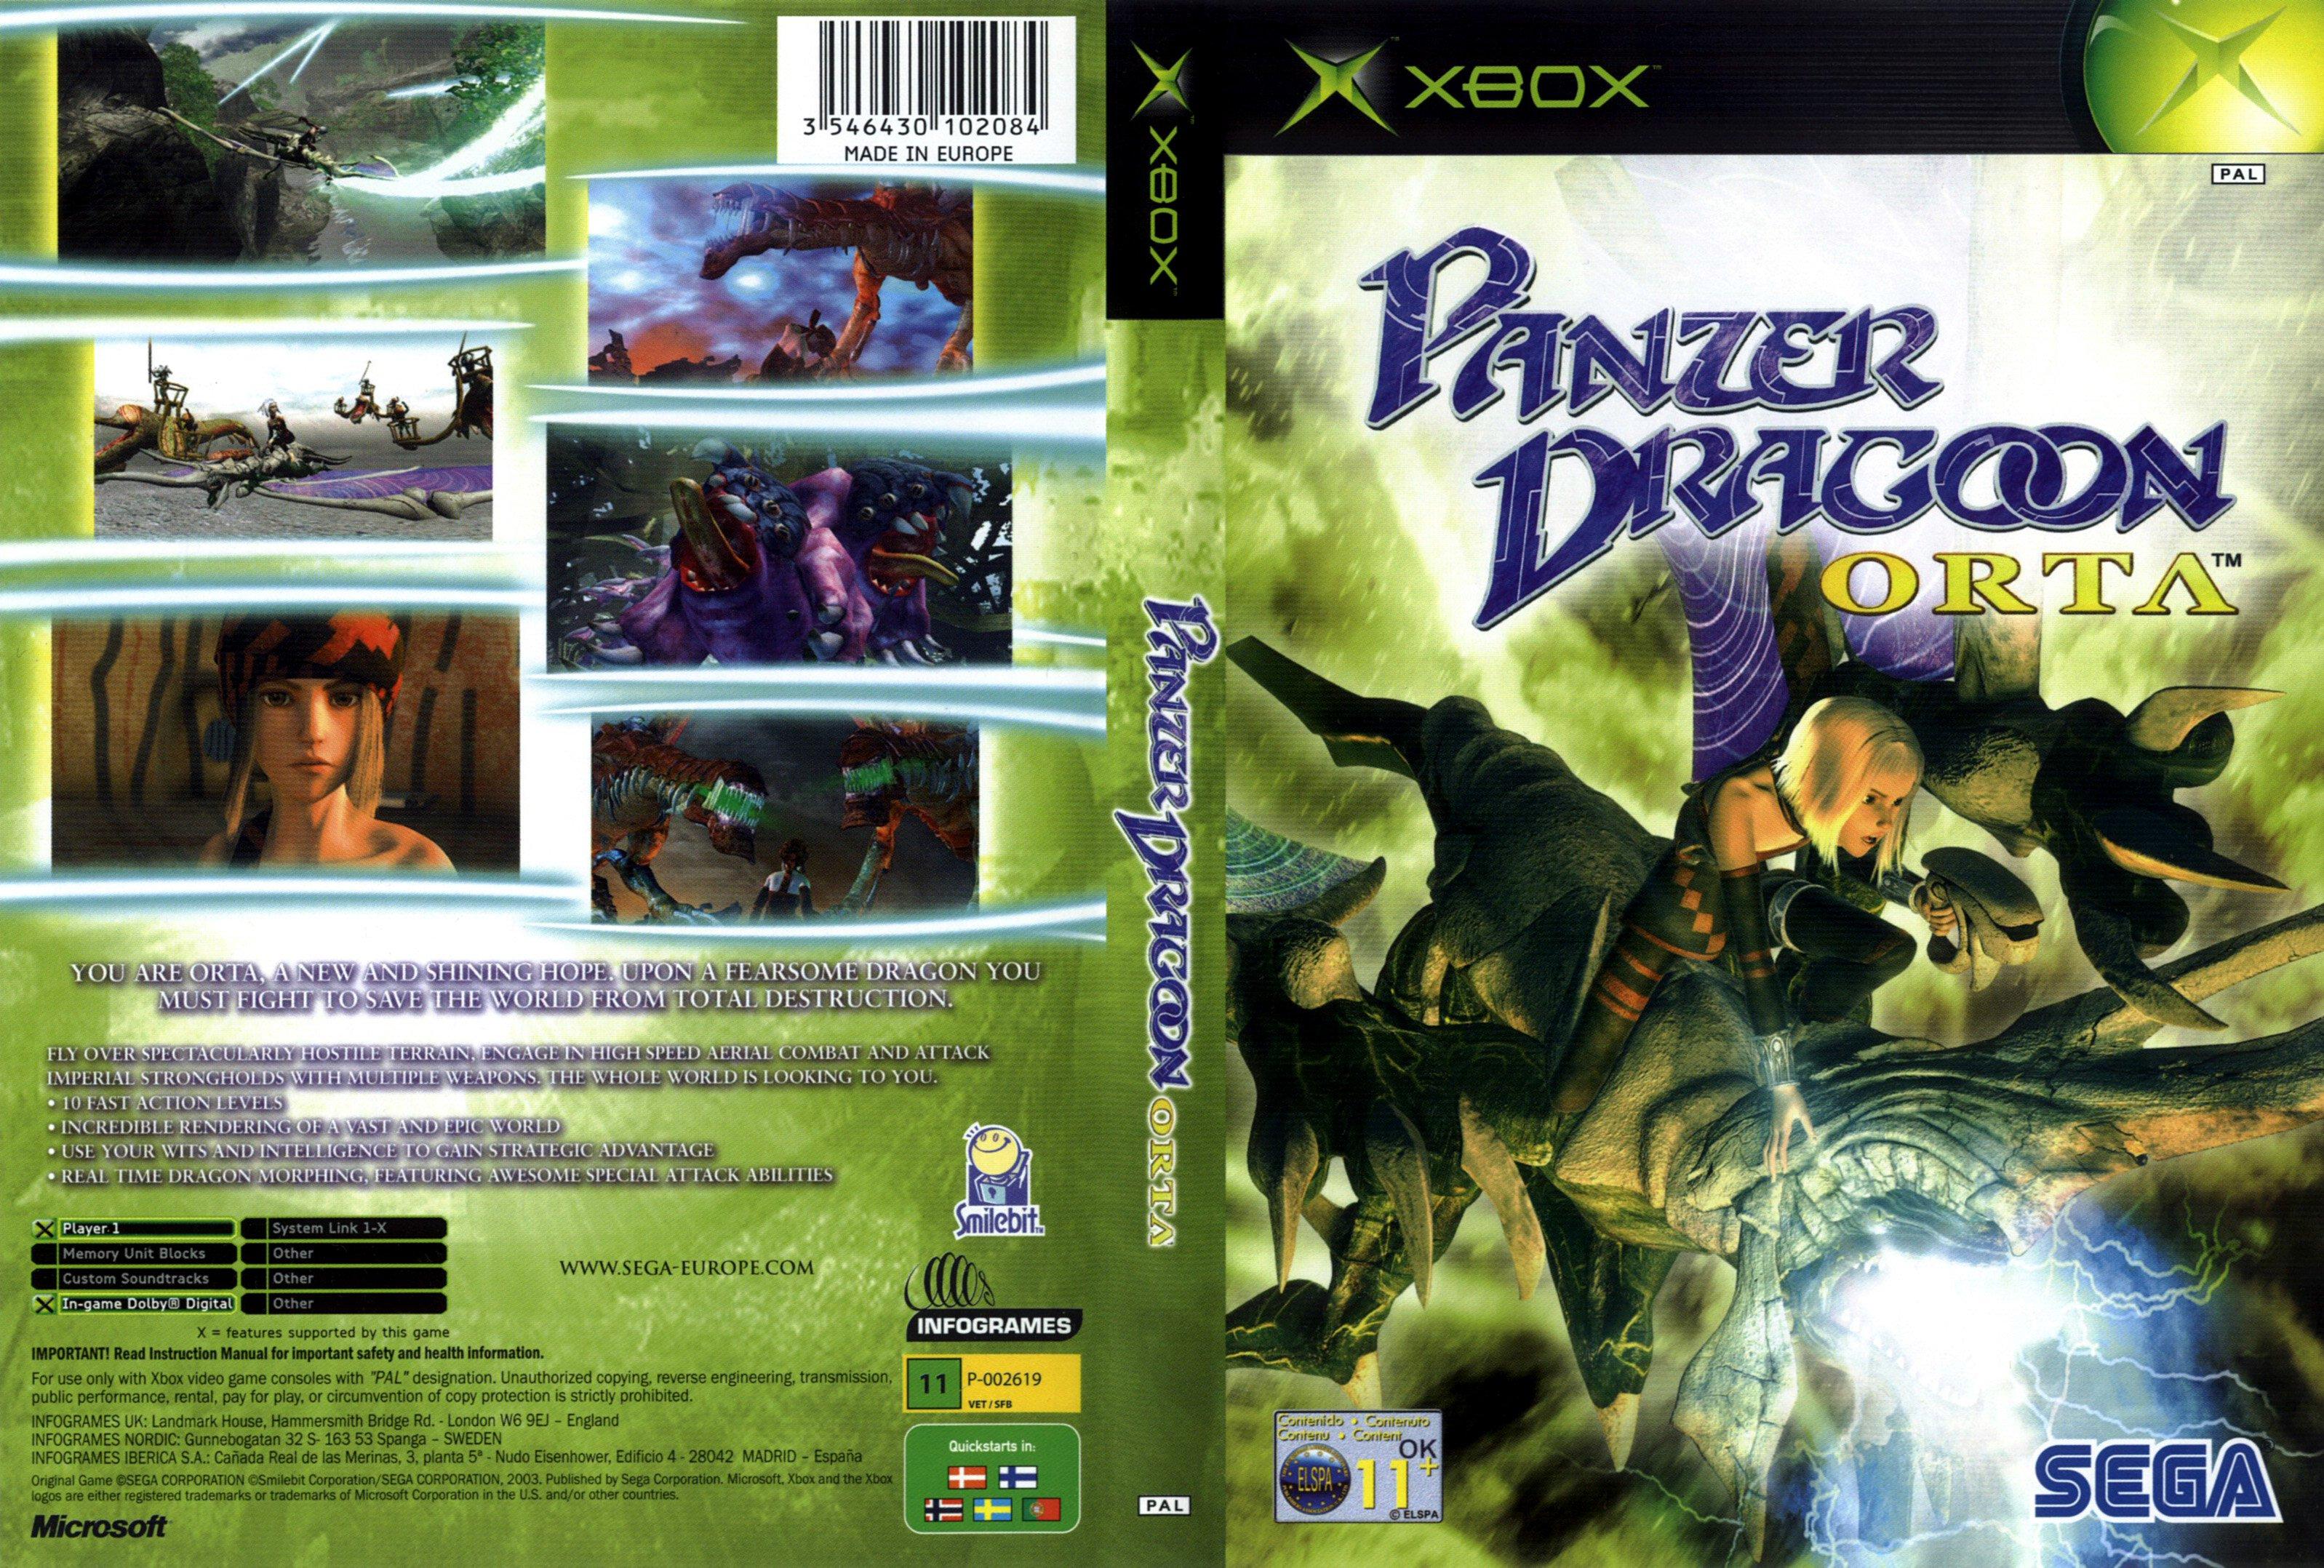 3 546430 102084
MADE IN EUROPE
YOU ARE ORTA, A NEW AND SHINING HOPE. UPON A FEARSOME DRAGON YOU
MUST FIGHT TO SAVE THE WORLD FROM TOTAL DESTRUCTION.
FLY OVER SPECTACULARLY HOSTILE TERRAIN, ENGAGE IN HIGH SPEED AERIAL COMBAT AND ATTACK
IMPERIAL STRONGHOLDS WITH MULTIPLE WEAPONS. THE WHOLE WORLD IS LOOKING TO YOU.
• 10 FAST ACTION LEVELS
• INCREDIBLE RENDERING OF A VAST AND EPIC WORLD
• USE YOUR WITS AND INTELLIGENCE TO GAIN STRATEGIC ADVANTAGE
• REAL TIME DRAGON MORPHING, FEATURING AWESOME SPECIAL ATTACK ABILITIES
Smilebit™
X Player 1
System Link 1-X
Memory Unit Blocks
Other
Custom Soundtracks
Other
X In-game Dolby® Digital
Other
X = features supported by this game
WWW.SEGA-EUROPE.COM
INFOGRAMES
IMPORTANT! Read Instruction Manual for important safety and health information.
For use only with Xbox video game consoles with "PAL" designation. Unauthorized copying, reverse engineering, transmission,
public performance, rental, pay for play, or circumvention of copy protection is strictly prohibited.
INFOGRAMES UK: Landmark House, Hammersmith Bridge Rd. - London W6 9EJ – England
INFOGRAMES NORDIC: Gunnebogatan 32 S- 163 53 Spanga – SWEDEN
INFOGRAMES IBERICA S.A.: Cañada Real de las Merinas, 3, planta 5ª - Nudo Eisenhower, Edificio 4 - 28042 MADRID – España
Original Game ©SEGA CORPORATION ©Smilebit Corporation/SEGA CORPORATION, 2003. Published by Sega Corporation. Microsoft, Xbox and the Xbox
logos are either registered trademarks or trademarks of Microsoft Corporation in the U.S. and/or other countries.
Microsoft
11 P-002619
VET / SFB
Quickstarts in:
XBOX™
PANZER DRAGOON ORTA
PAL
XBOX™
PAL
PANZER
DRAGOON
ORTA™
Contenido • Contenuto
Contenu • Content
OK
ELSPA
11+
© ELSPA
SEGA